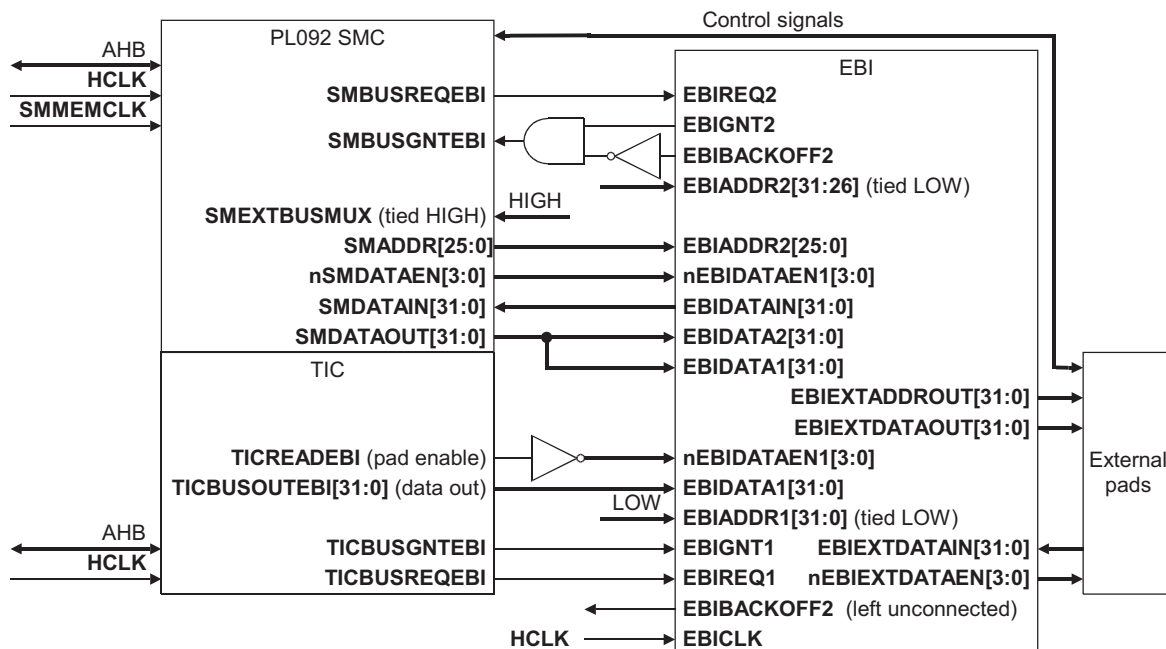 Control signals
PL092 SMC
EBI
AHB
HCLK
SMMEMCLK
SMBUSREQEBI
EBIREQ2
EBIGNT2
SMBUSGNTEBI
EBIBACKOFF2
EBIADDR2[31:26] (tied LOW)
HIGH
SMEXTBUSMUX (tied HIGH)
SMADDR[25:0]
EBIADDR2[25:0]
nSMDATAEN[3:0]
nEBIDATAEN1[3:0]
SMDATAIN[31:0]
EBIDATAIN[31:0]
SMDATAOUT[31:0]
EBIDATA2[31:0]
TIC
EBIDATA1[31:0]
EBIEXTADDROUT[31:0]
EBIEXTDATAOUT[31:0]
TICREADEBI (pad enable)
nEBIDATAEN1[3:0]
External
pads
TICBUSOUTEBI[31:0] (data out)
EBIDATA1[31:0]
LOW
EBIADDR1[31:0] (tied LOW)
AHB
HCLK
TICBUSGNTEBI
EBIGNT1
EBIEXTDATAIN[31:0]
TICBUSREQEBI
EBIREQ1
nEBIEXTDATAEN[3:0]
EBIBACKOFF2 (left unconnected)
HCLK
EBICLK